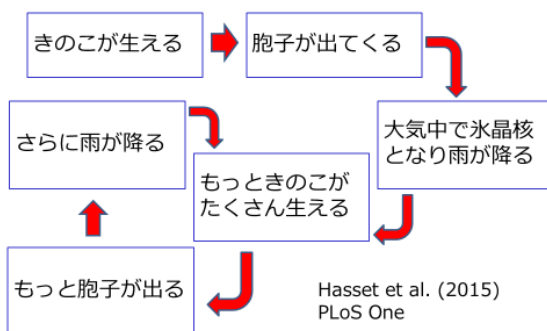 きのこが生える
胞子が出てくる
大気中で氷晶核
となり雨が降る
もっときのこが
たくさん生える
もっと胞子が出る
さらに雨が降る
Hasset et al. (2015)
PLoS One